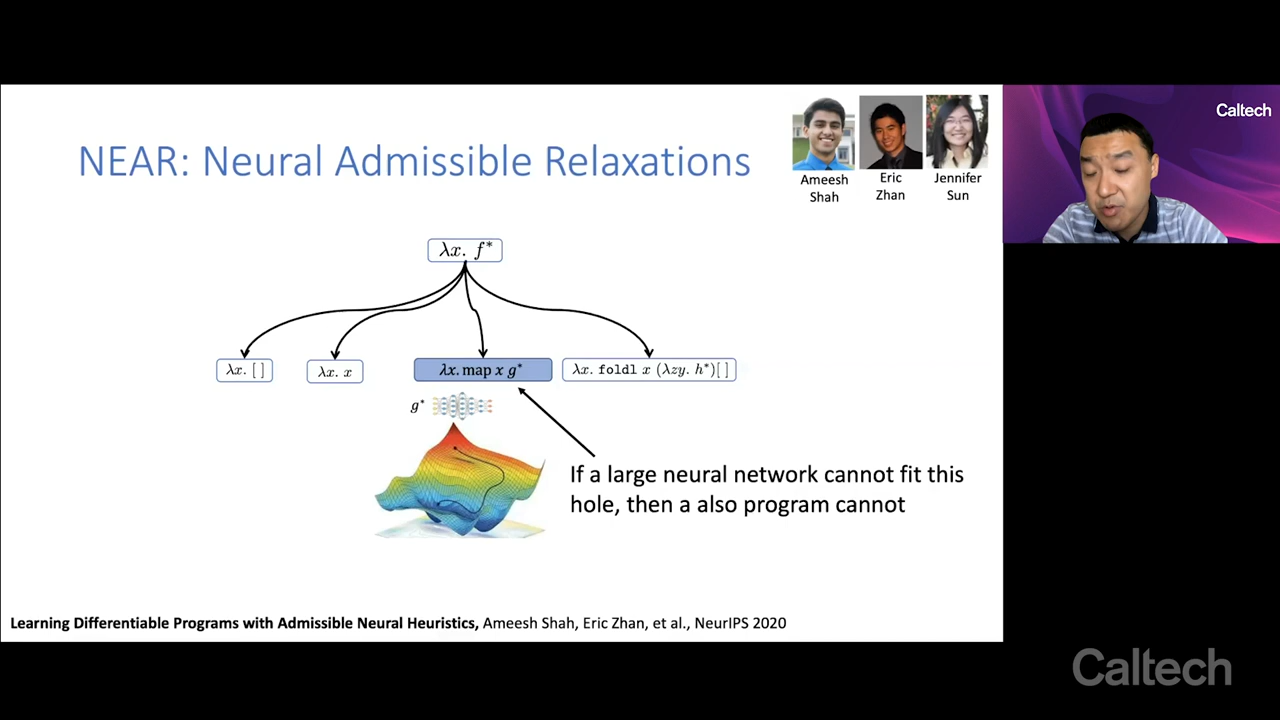 Caltech
NEAR: Neural Admissible Relaxations
Ameesh
Shah
Eric
Zhan
Jennifer
Sun
λx. f*
λx. [ ]
λx. x
λx. map x g*
λx. foldl x (λzy. h*)[ ]
g*
If a large neural network cannot fit this
hole, then a also program cannot
Learning Differentiable Programs with Admissible Neural Heuristics, Ameesh Shah, Eric Zhan, et al., NeurIPS 2020
Caltech